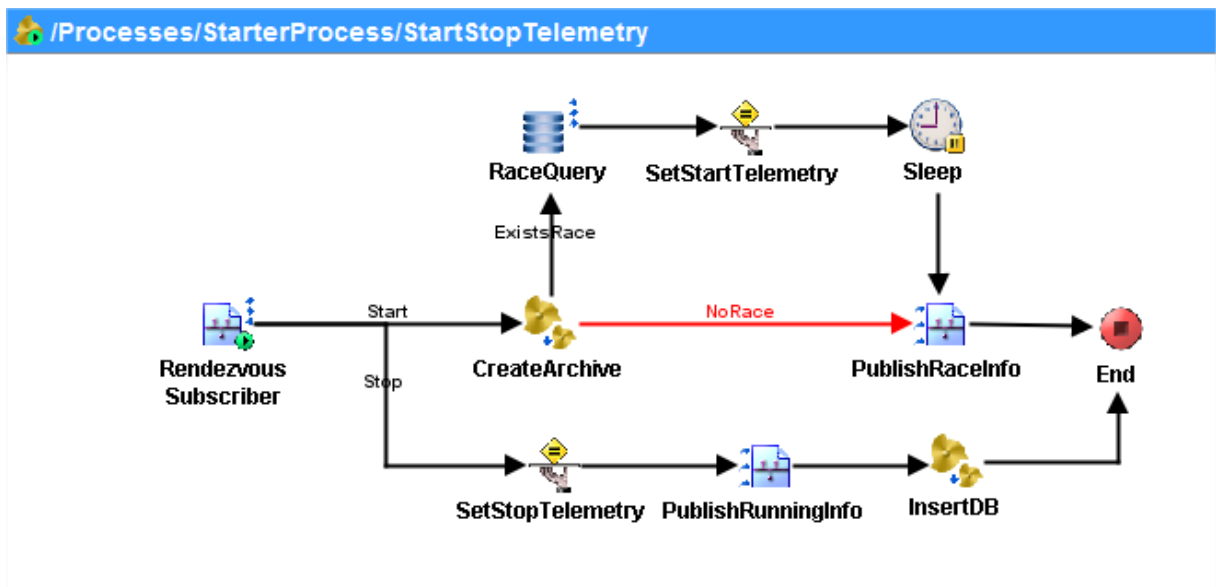 /Processes/StarterProcess/StartStopTelemetry
RaceQuery
SetStartTelemetry
Sleep
ExistsRace
Start
NoRace
Rendezvous
Subscriber
CreateArchive
PublishRaceInfo
End
Stop
SetStopTelemetry
PublishRunningInfo
InsertDB